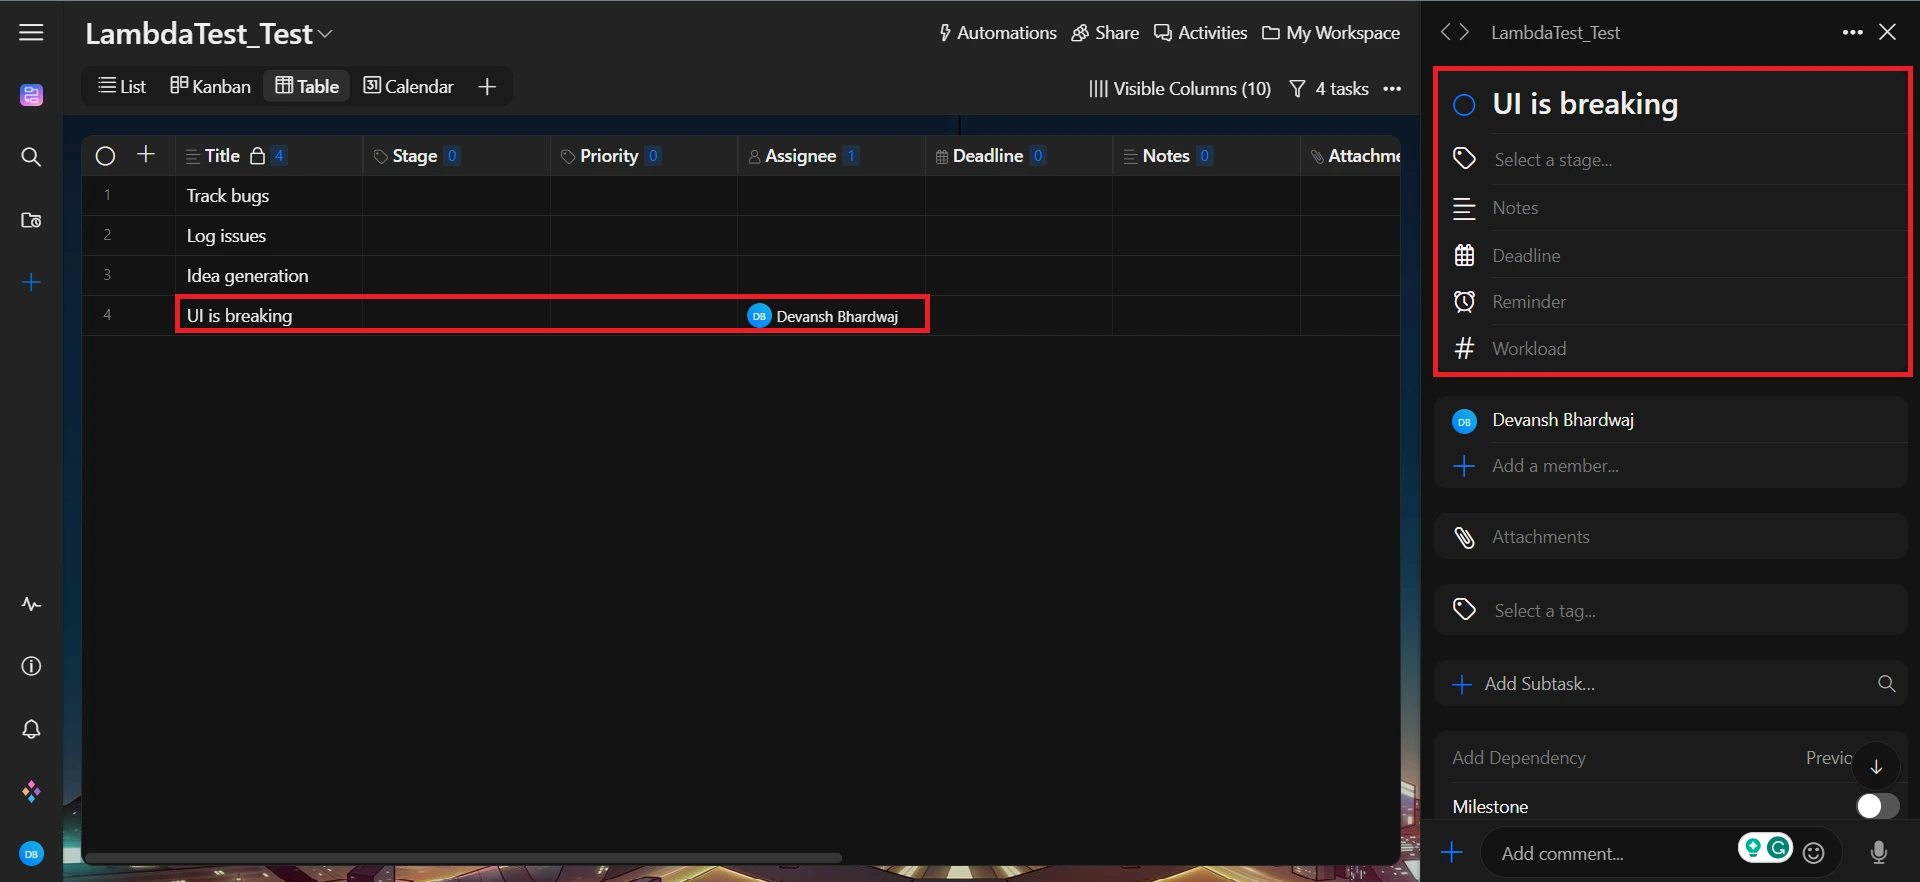 LambdaTest_Test
Automations Share Activities My Workspace
List Kanban Table 31 Calendar
Visible Columns (10) 4 tasks
Title 4 Stage 0 Priority 0 Assignee 1 Deadline 0 Notes 0 Attachme
1 Track bugs
2 Log issues
3 Idea generation
4 UI is breaking DB Devansh Bhardwaj
DB
LambdaTest_Test
UI is breaking
Select a stage...
Notes
Deadline
Reminder
Workload
DB Devansh Bhardwaj
Add a member...
Attachments
Select a tag...
Add Subtask...
Add Dependency Previo
Milestone
Add comment...